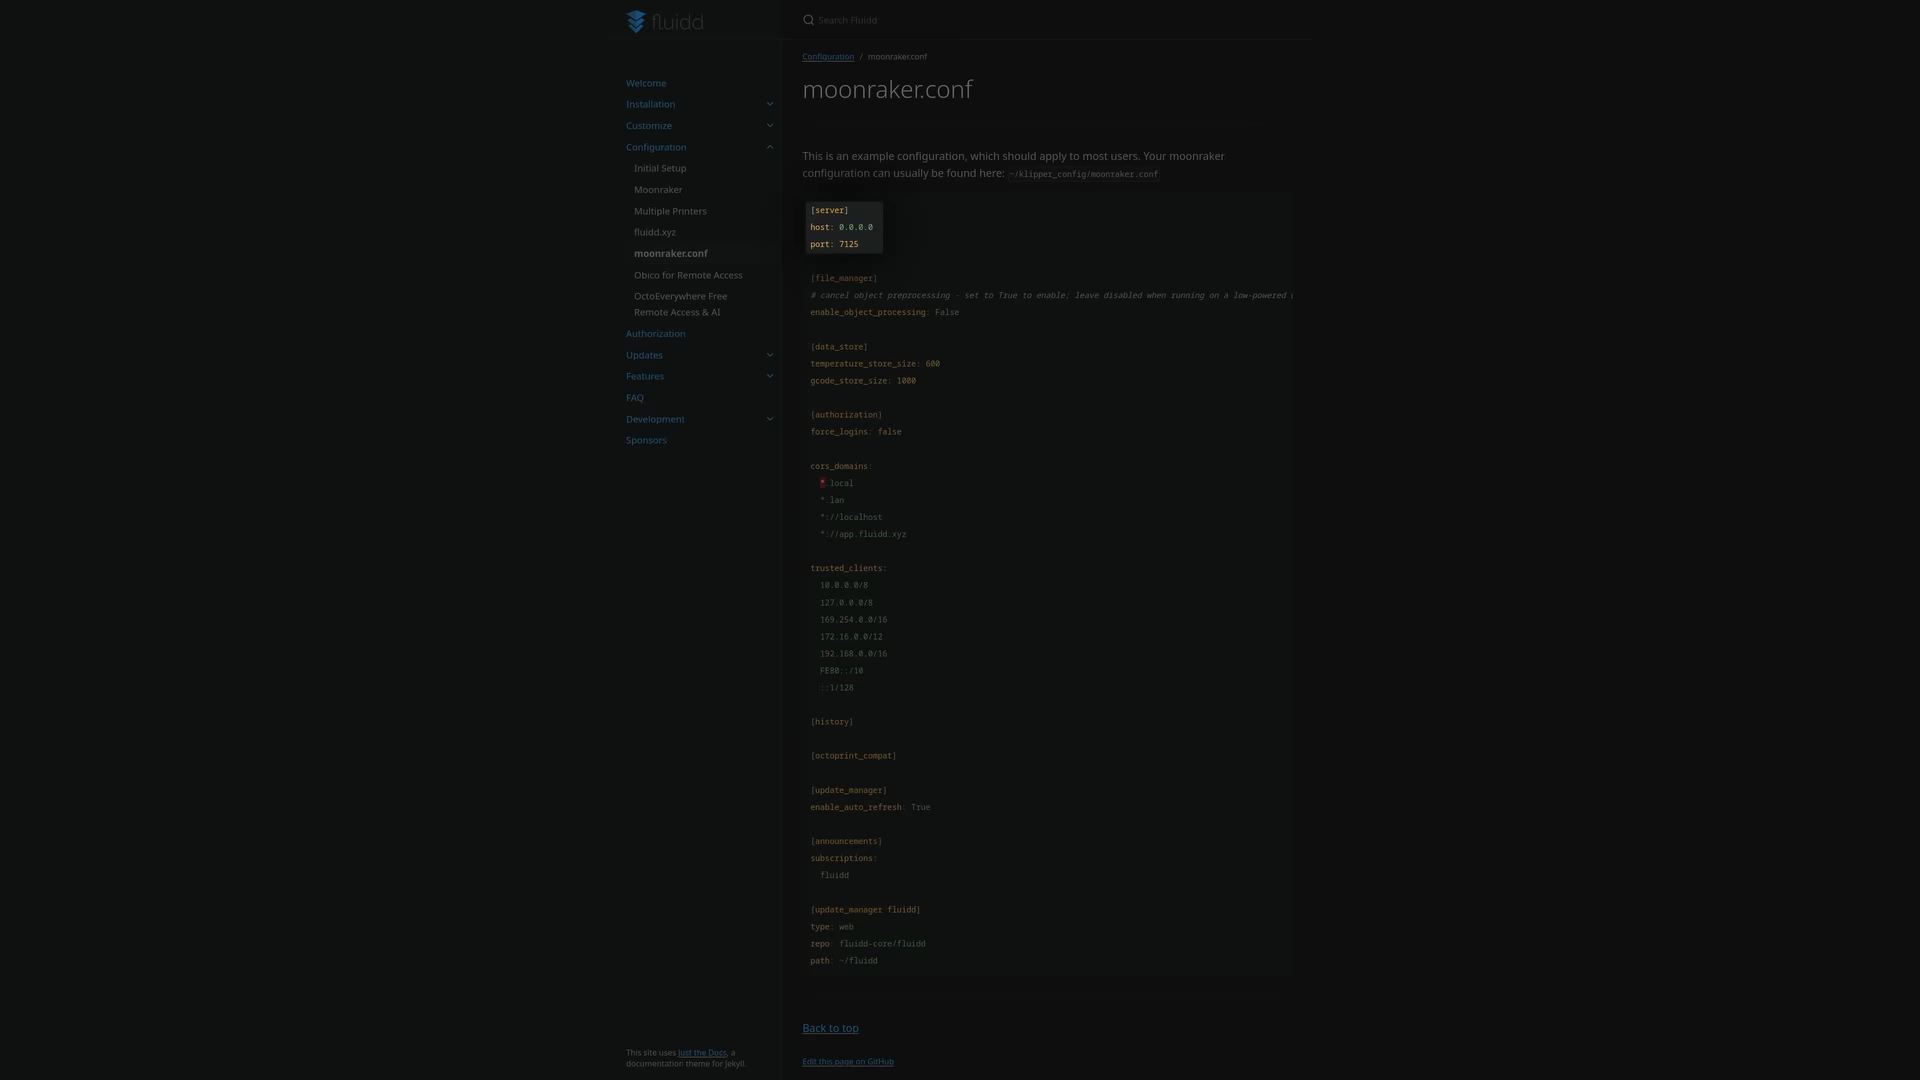 fluidd
Search Fluidd
Configuration / moonraker.conf
Welcome
Installation
Customize
Configuration
Initial Setup
Moonraker
Multiple Printers
fluidd.xyz
moonraker.conf
Obico for Remote Access
OctoEverywhere Free
Remote Access & AI
Authorization
Updates
Features
FAQ
Development
Sponsors
This site uses Just the Docs, a
documentation theme for Jekyll.
moonraker.conf
This is an example configuration, which should apply to most users. Your moonraker
configuration can usually be found here: ~/klipper_config/moonraker.conf
[server]
host: 0.0.0.0
port: 7125
[file_manager]
# cancel object preprocessing - set to True to enable; leave disabled when running on a low-powered
enable_object_processing: False
[data_store]
temperature_store_size: 600
gcode_store_size: 1000
[authorization]
force_logins: false
cors_domains:
*.local
*.lan
*://localhost
*://app.fluidd.xyz
trusted_clients:
10.0.0.0/8
127.0.0.0/8
169.254.0.0/16
172.16.0.0/12
192.168.0.0/16
FE80::/10
::1/128
[history]
[octoprint_compat]
[update_manager]
enable_auto_refresh: True
[announcements]
subscriptions:
fluidd
[update_manager fluidd]
type: web
repo: fluidd-core/fluidd
path: ~/fluidd
Back to top
Edit this page on GitHub